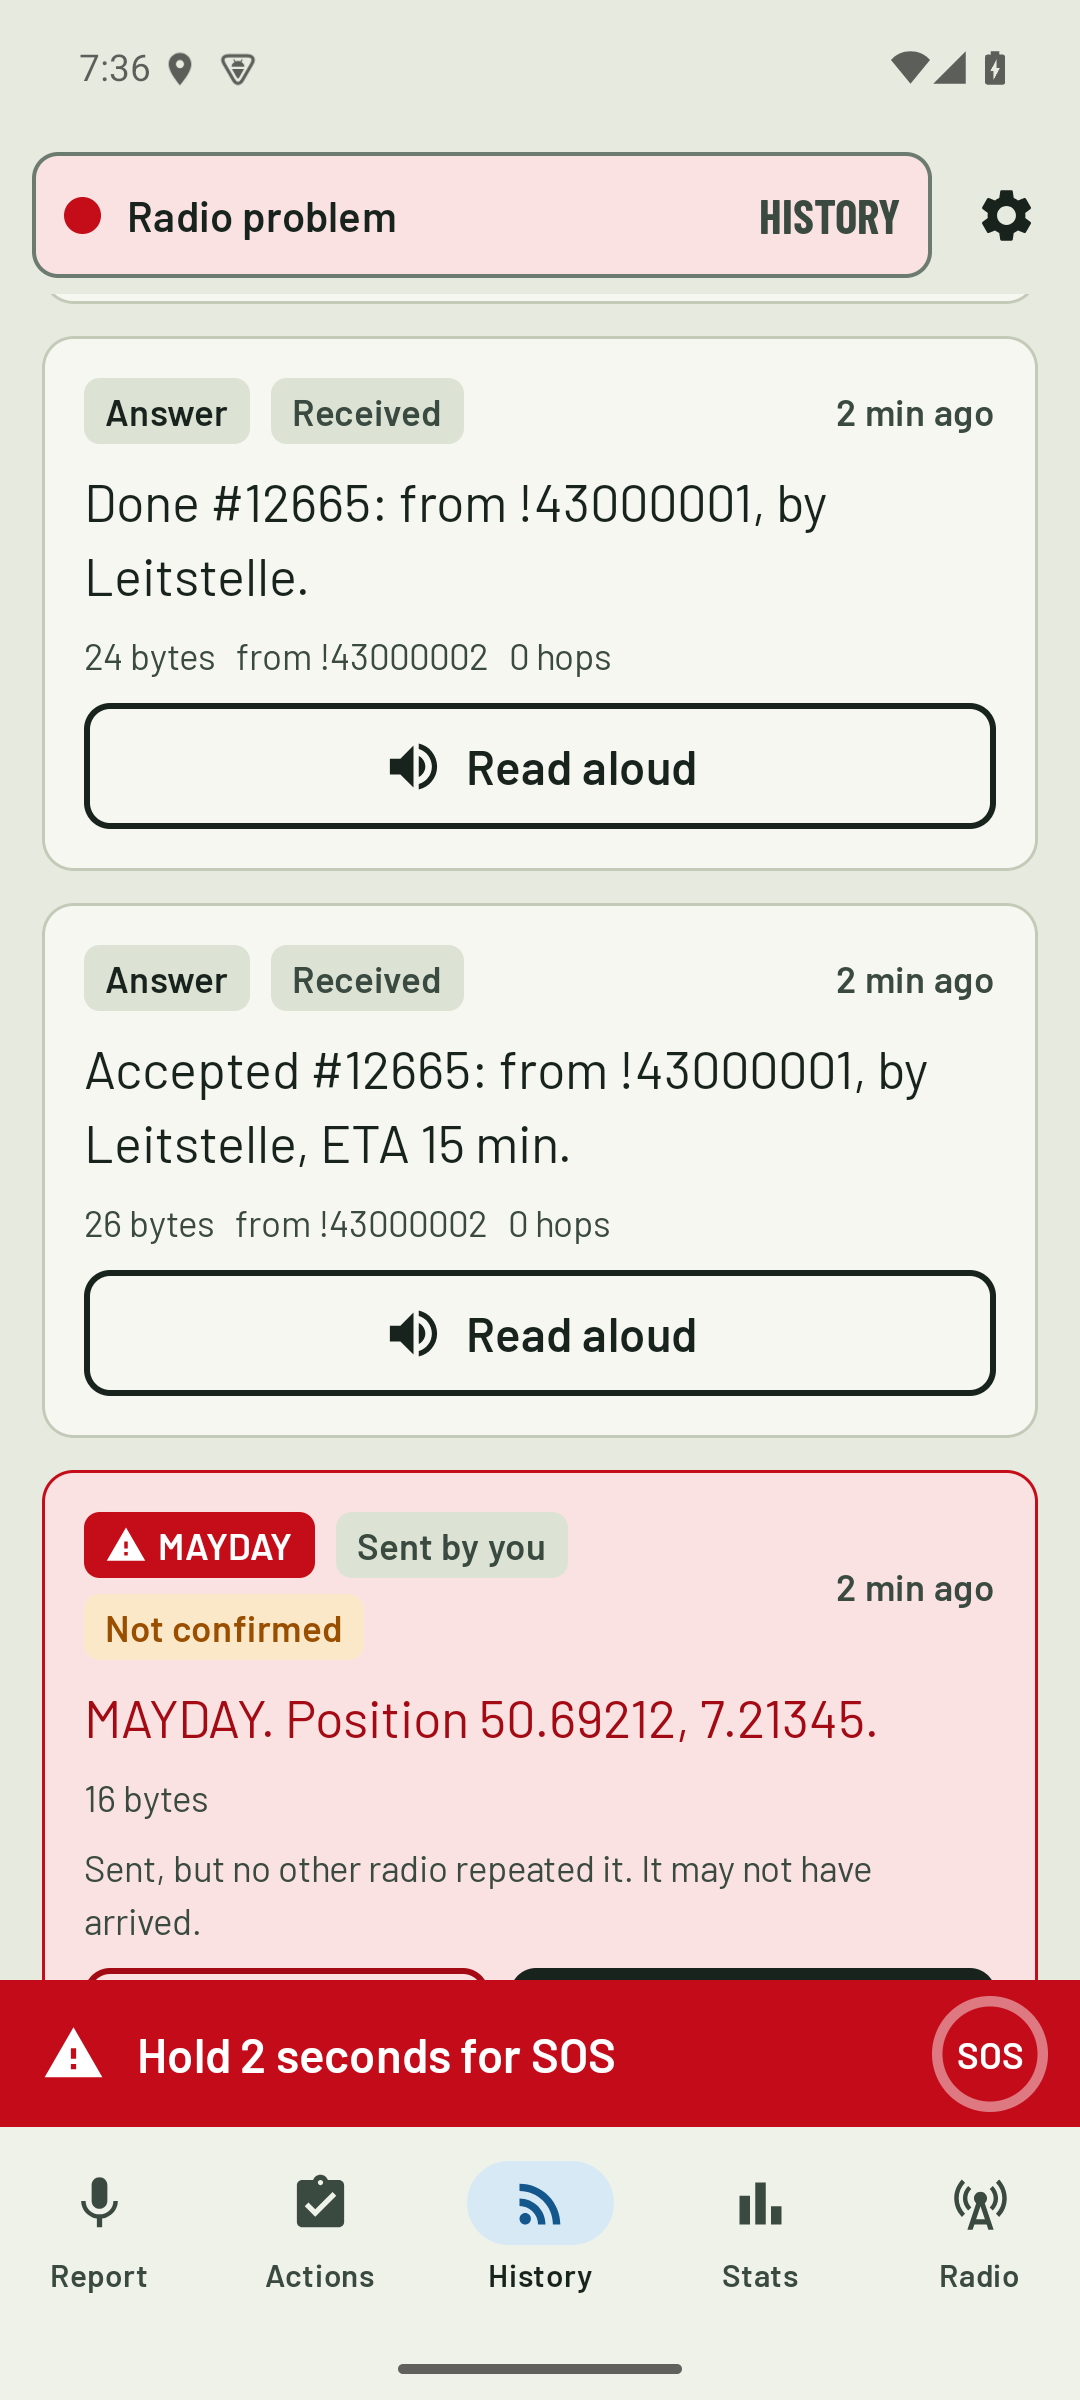 7:36
Radio problem HISTORY
Answer Received 2 min ago
Done #12665: from !43000001, by
Leitstelle.
24 bytes from !43000002 0 hops
Read aloud
Answer Received 2 min ago
Accepted #12665: from !43000001, by
Leitstelle, ETA 15 min.
26 bytes from !43000002 0 hops
Read aloud
MAYDAY Sent by you
2 min ago
Not confirmed
MAYDAY. Position 50.69212, 7.21345.
16 bytes
Sent, but no other radio repeated it. It may not have
arrived.
Hold 2 seconds for SOS SOS
Report Actions History Stats Radio